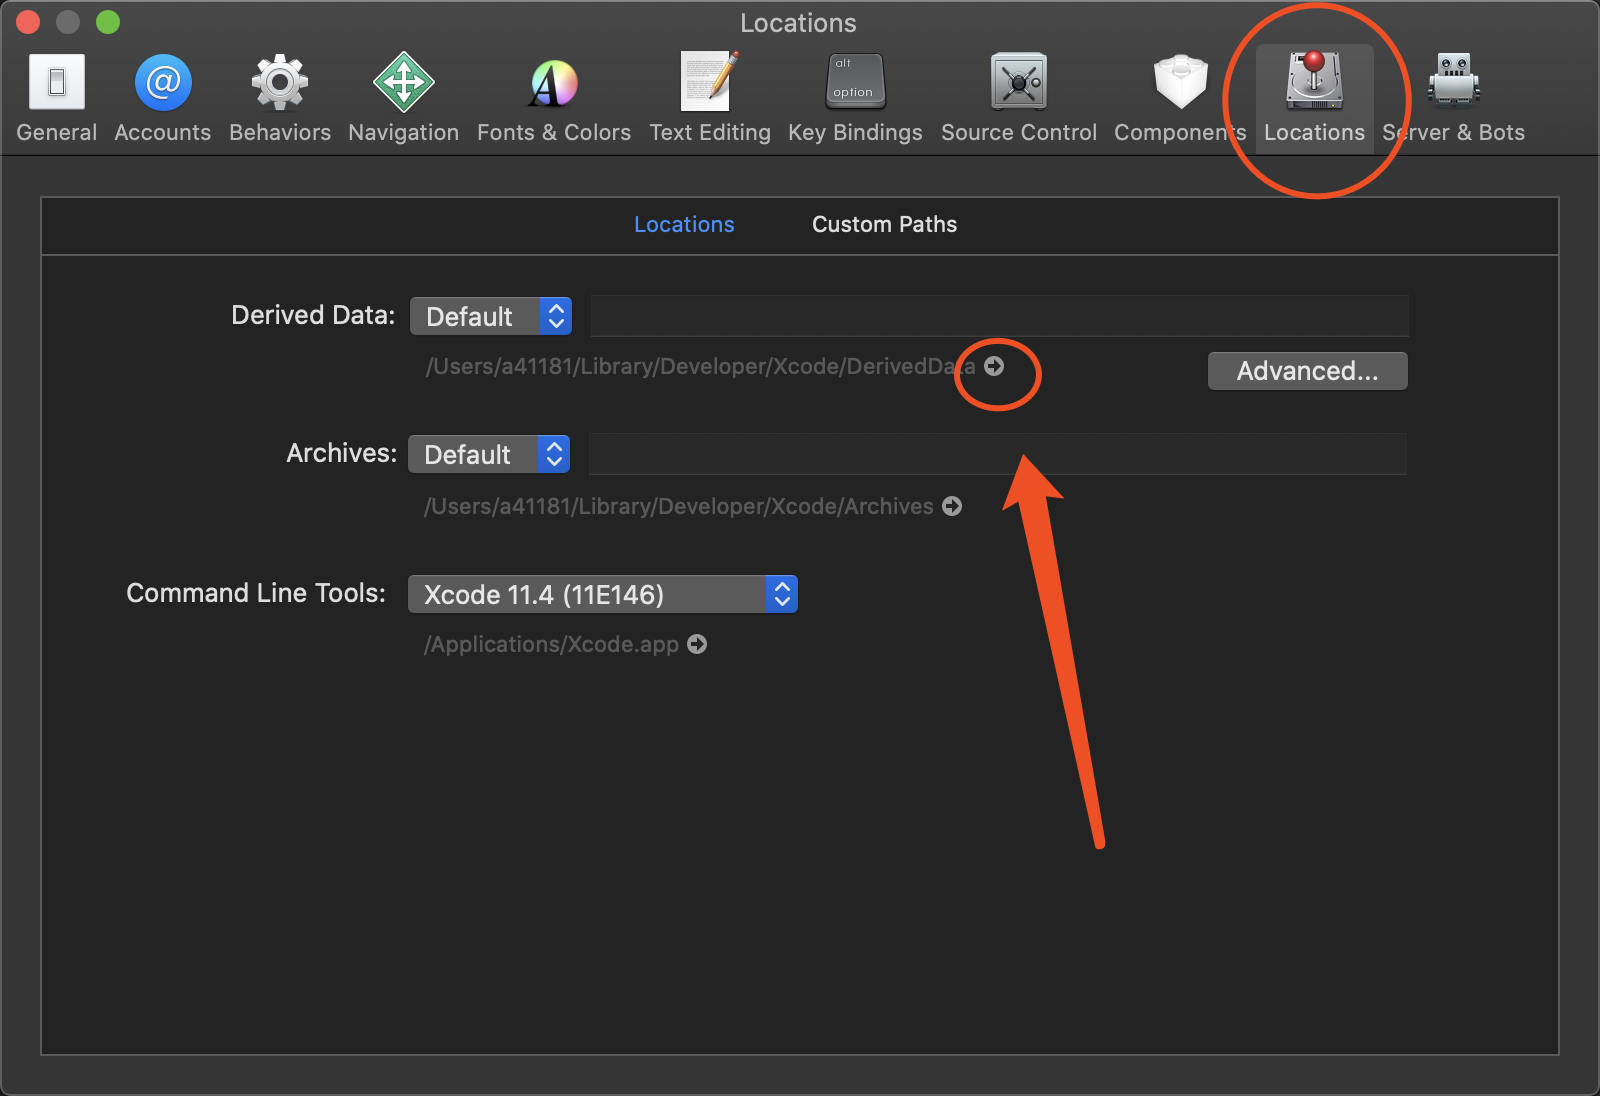 Locations
General Accounts Behaviors Navigation Fonts & Colors Text Editing Key Bindings Source Control Components Locations Server & Bots
alt
option
Locations Custom Paths
Derived Data: Default
/Users/a41181/Library/Developer/Xcode/DerivedData
Advanced...
Archives: Default
/Users/a41181/Library/Developer/Xcode/Archives
Command Line Tools: Xcode 11.4 (11E146)
/Applications/Xcode.app